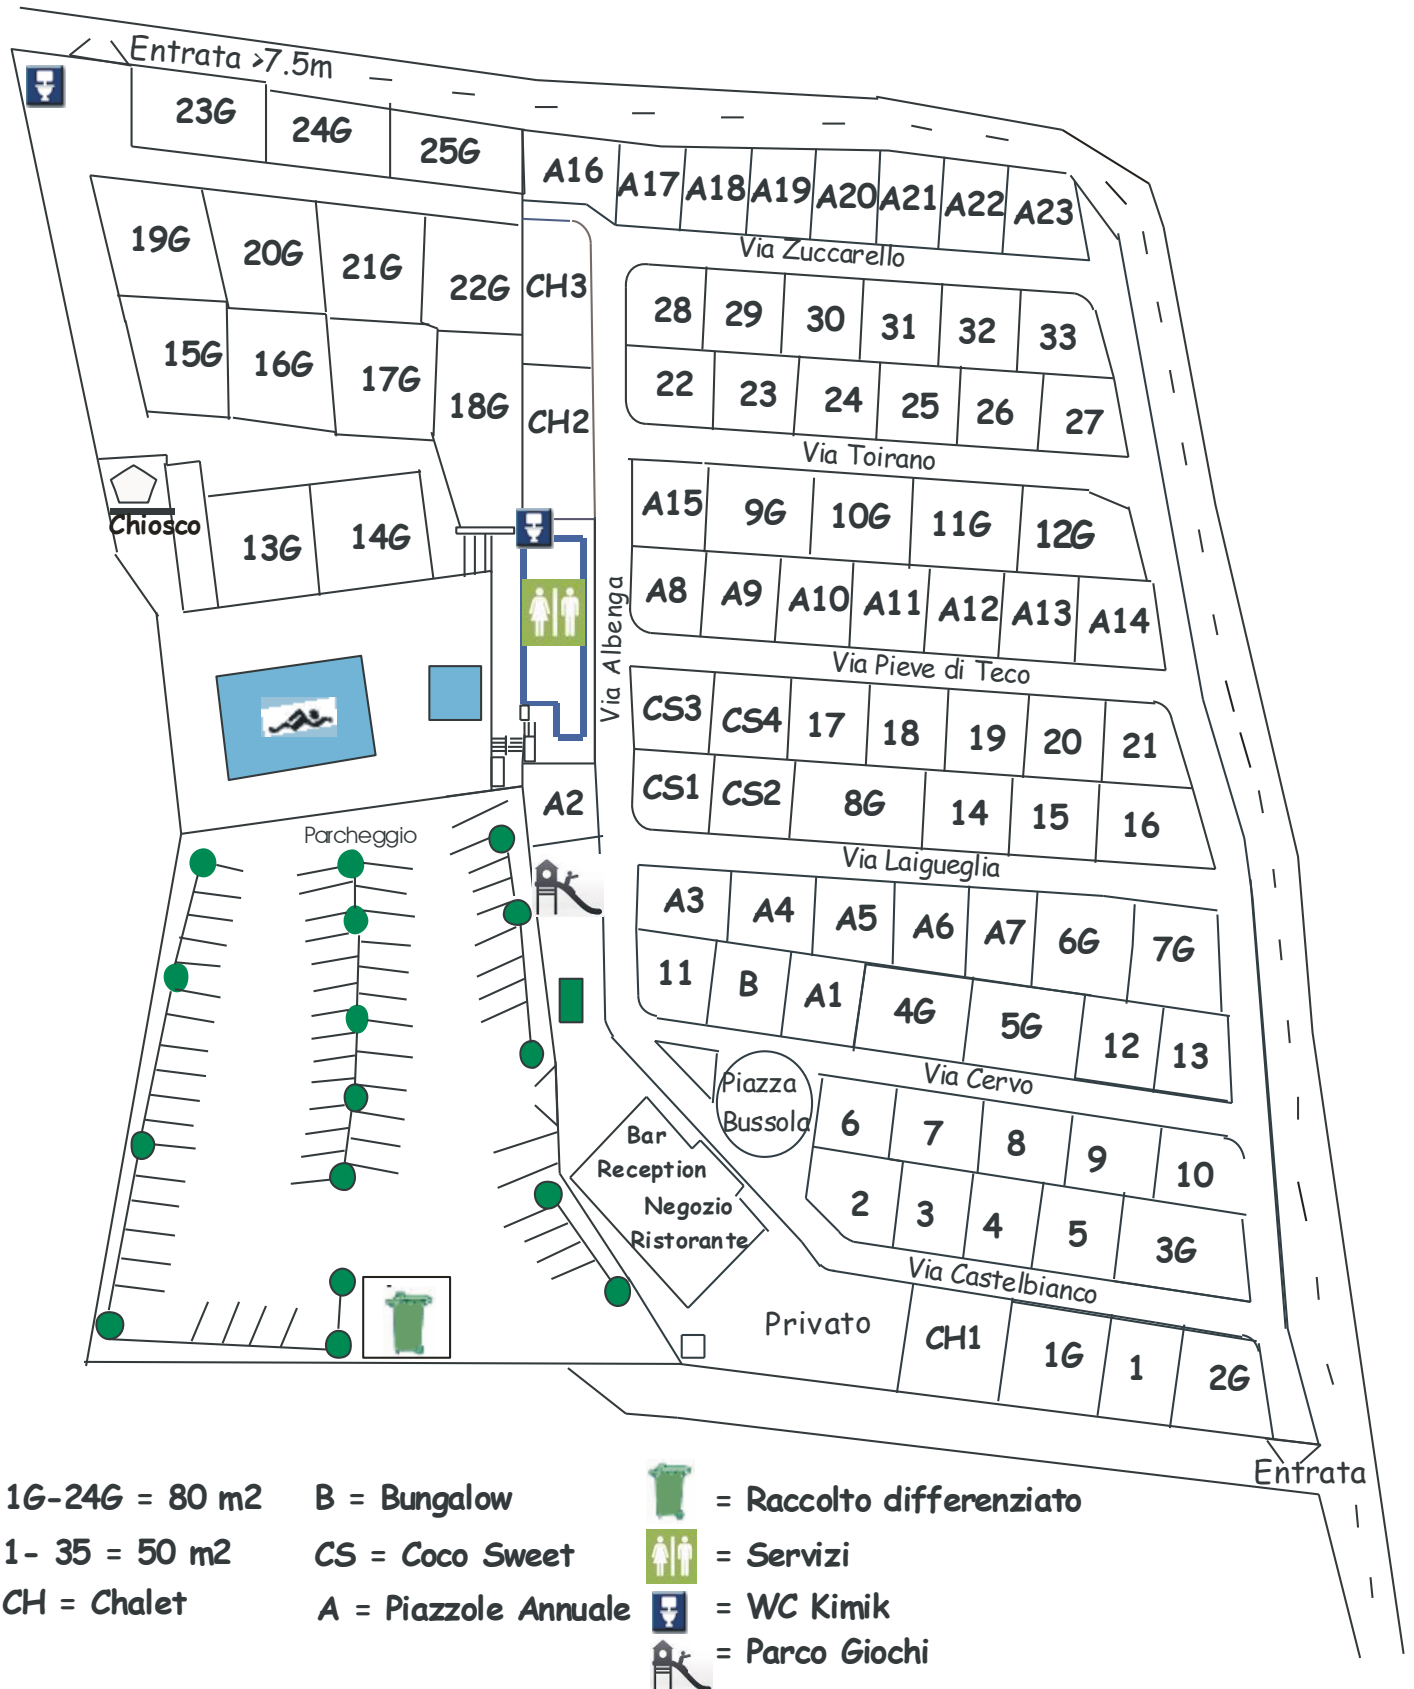 Entrata >7.5m
23G
24G
25G
A16
A17
A18
A19
A20
A21
A22
A23
Via Zuccarello
19G
20G
21G
22G
CH3
28
29
30
31
32
33
15G
16G
17G
18G
CH2
22
23
24
25
26
27
Via Toirano
Chiosco
13G
14G
A15
9G
10G
11G
12G
A8
A9
A10
A11
A12
A13
A14
Via Albenga
Via Pieve di Teco
CS3
CS4
17
18
19
20
21
CS1
CS2
8G
14
15
16
A2
Parcheggio
Via Laigueglia
A3
A4
A5
A6
A7
6G
7G
11
B
A1
4G
5G
12
13
Via Cervo
Piazza
Bussola
6
7
8
9
10
Bar
Reception
Negozio
Ristorante
2
3
4
5
3G
Via Castelbianco
Privato
CH1
1G
1
2G
Entrata
1G-24G = 80 m2
1- 35 = 50 m2
CH = Chalet
B = Bungalow
CS = Coco Sweet
A = Piazzole Annuale
= Raccolto differenziato
= Servizi
= WC Kimik
= Parco Giochi